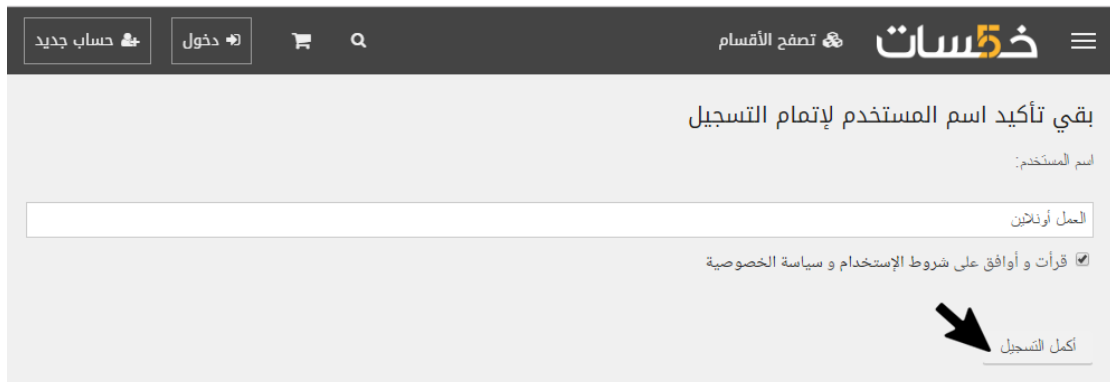 خمسات
تصفح الأقسام
دخول
حساب جديد
بقي تأكيد اسم المستخدم لإتمام التسجيل
اسم المستخدم:
العمل أونلاين
قرأت و أوافق على شروط الإستخدام و سياسة الخصوصية
أكمل التسجيل